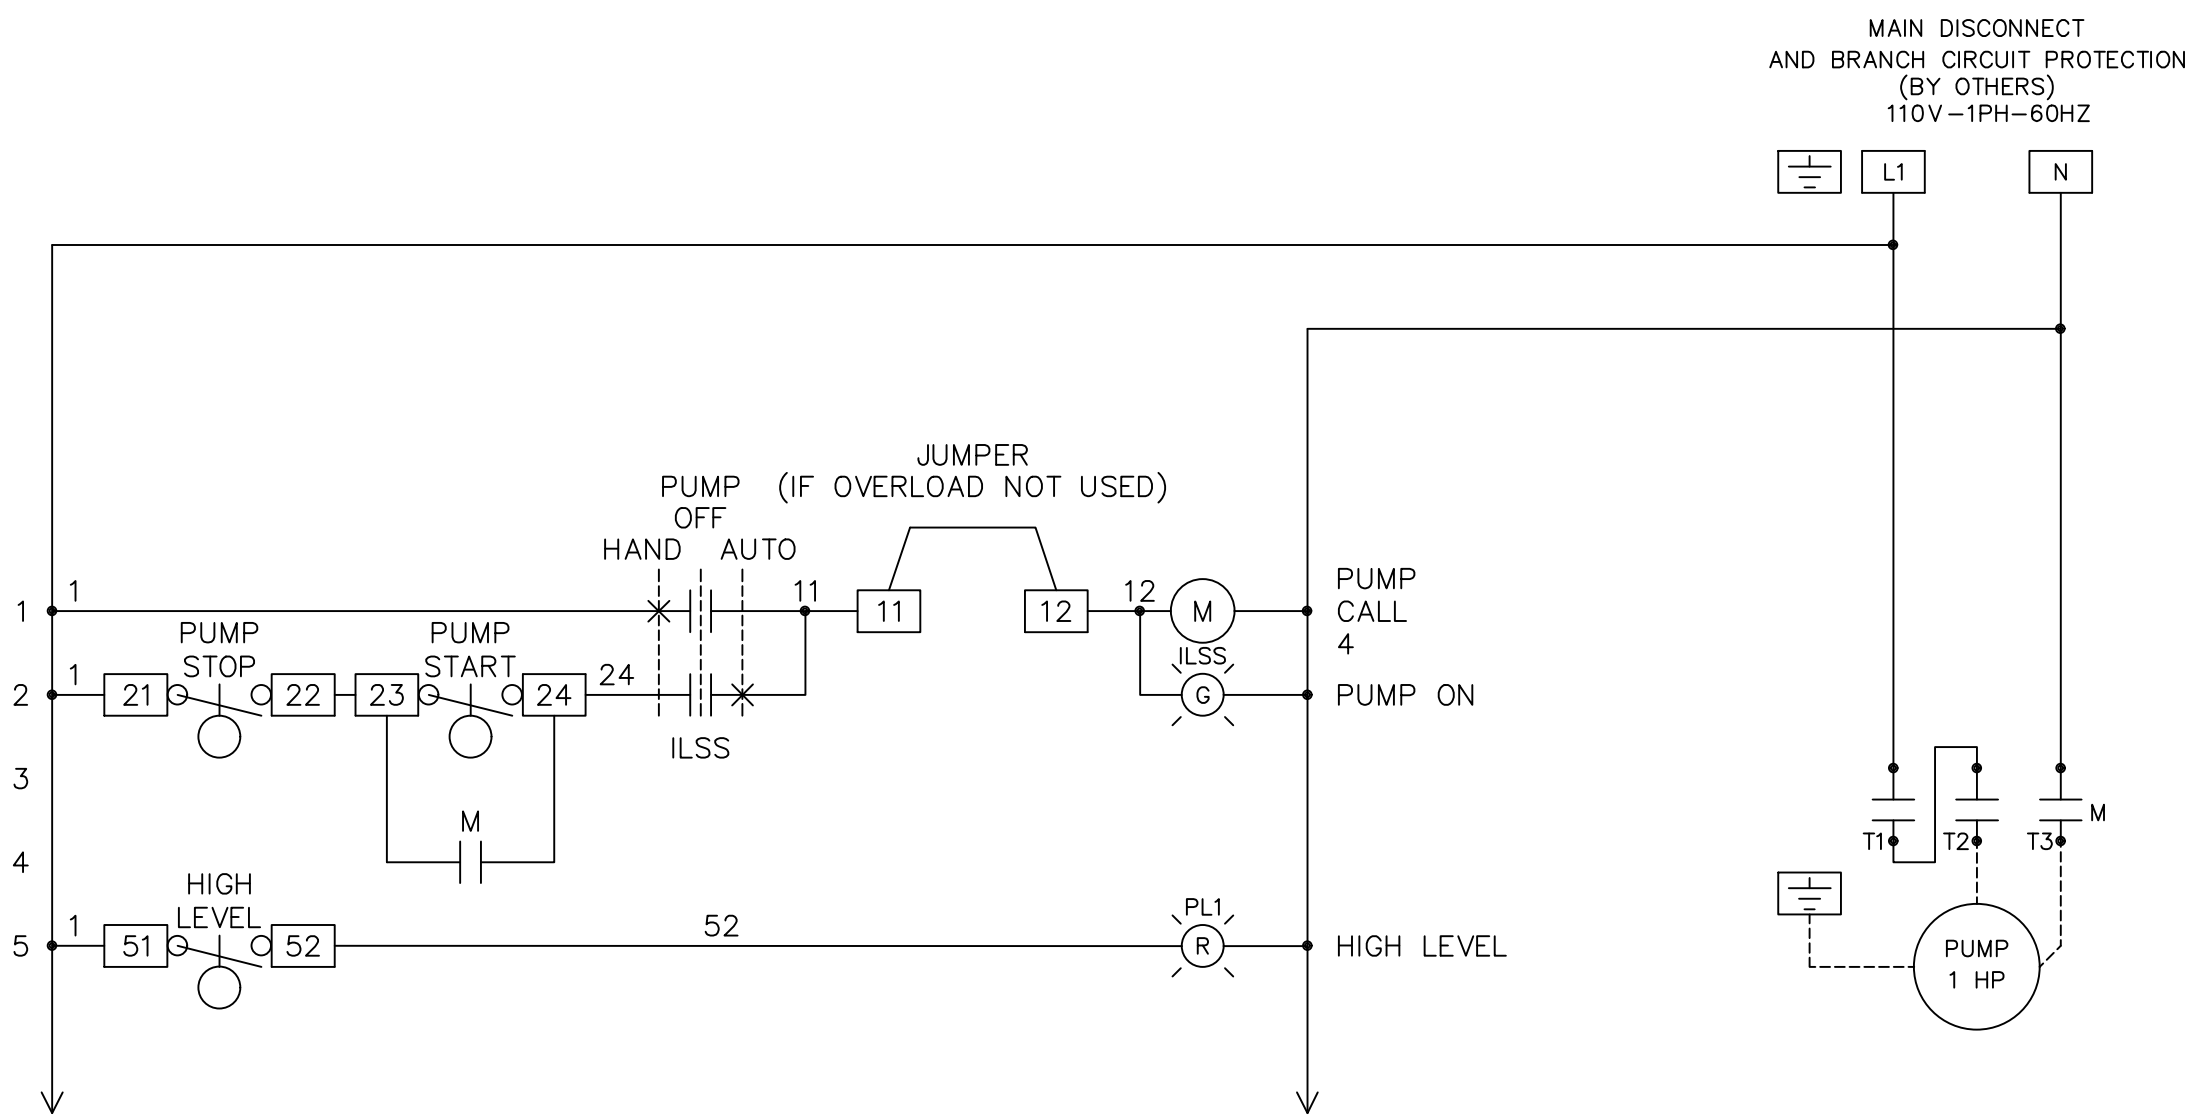 MAIN DISCONNECT
AND BRANCH CIRCUIT PROTECTION
(BY OTHERS)
110V-1PH-60HZ
L1
N
JUMPER
(IF OVERLOAD NOT USED)
PUMP
OFF
HAND
AUTO
1
1
11
11
12
12
M
PUMP
CALL
4
PUMP
STOP
PUMP
START
ILSS
2
1
21
22
23
24
24
G
PUMP ON
ILSS
3
M
4
T1
T2
T3
M
HIGH
LEVEL
PL1
5
1
51
52
52
R
HIGH LEVEL
PUMP
1 HP